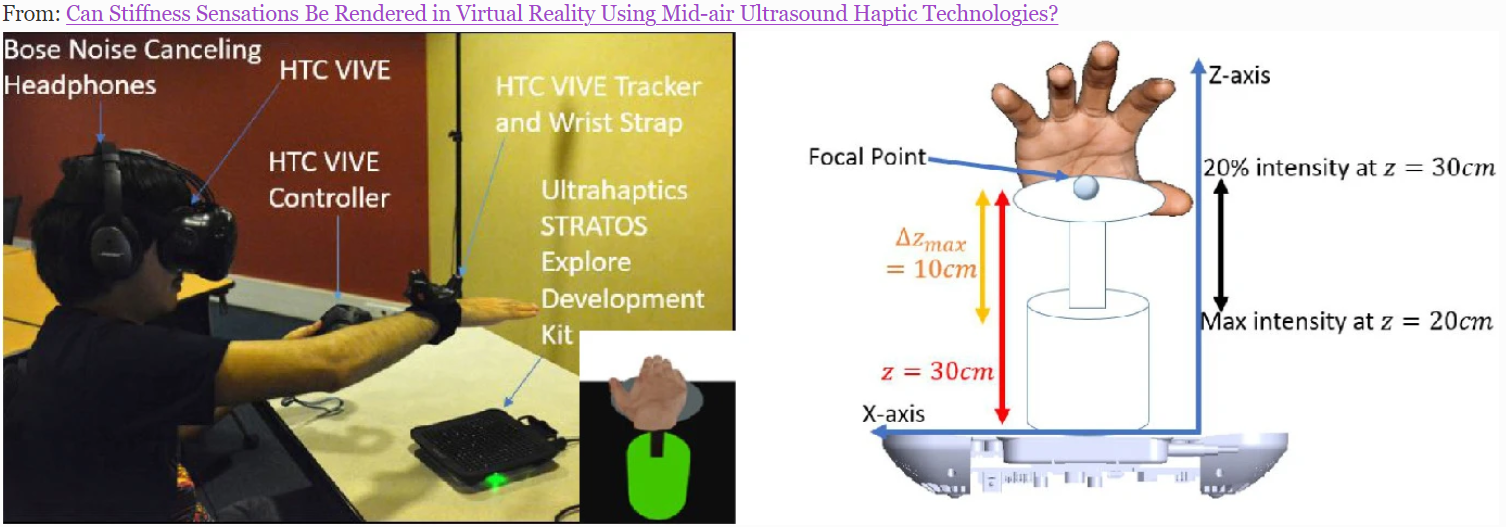 From: Can Stiffness Sensations Be Rendered in Virtual Reality Using Mid-air Ultrasound Haptic Technologies?
Bose Noise Canceling
Headphones
HTC VIVE
HTC VIVE Tracker
and Wrist Strap
HTC VIVE
Controller
Ultrahaptics
STRATOS
Explore
Development
Kit
Z-axis
Focal Point
20% intensity at z = 30cm
Δz_max
= 10cm
Max intensity at z = 20cm
z = 30cm
X-axis